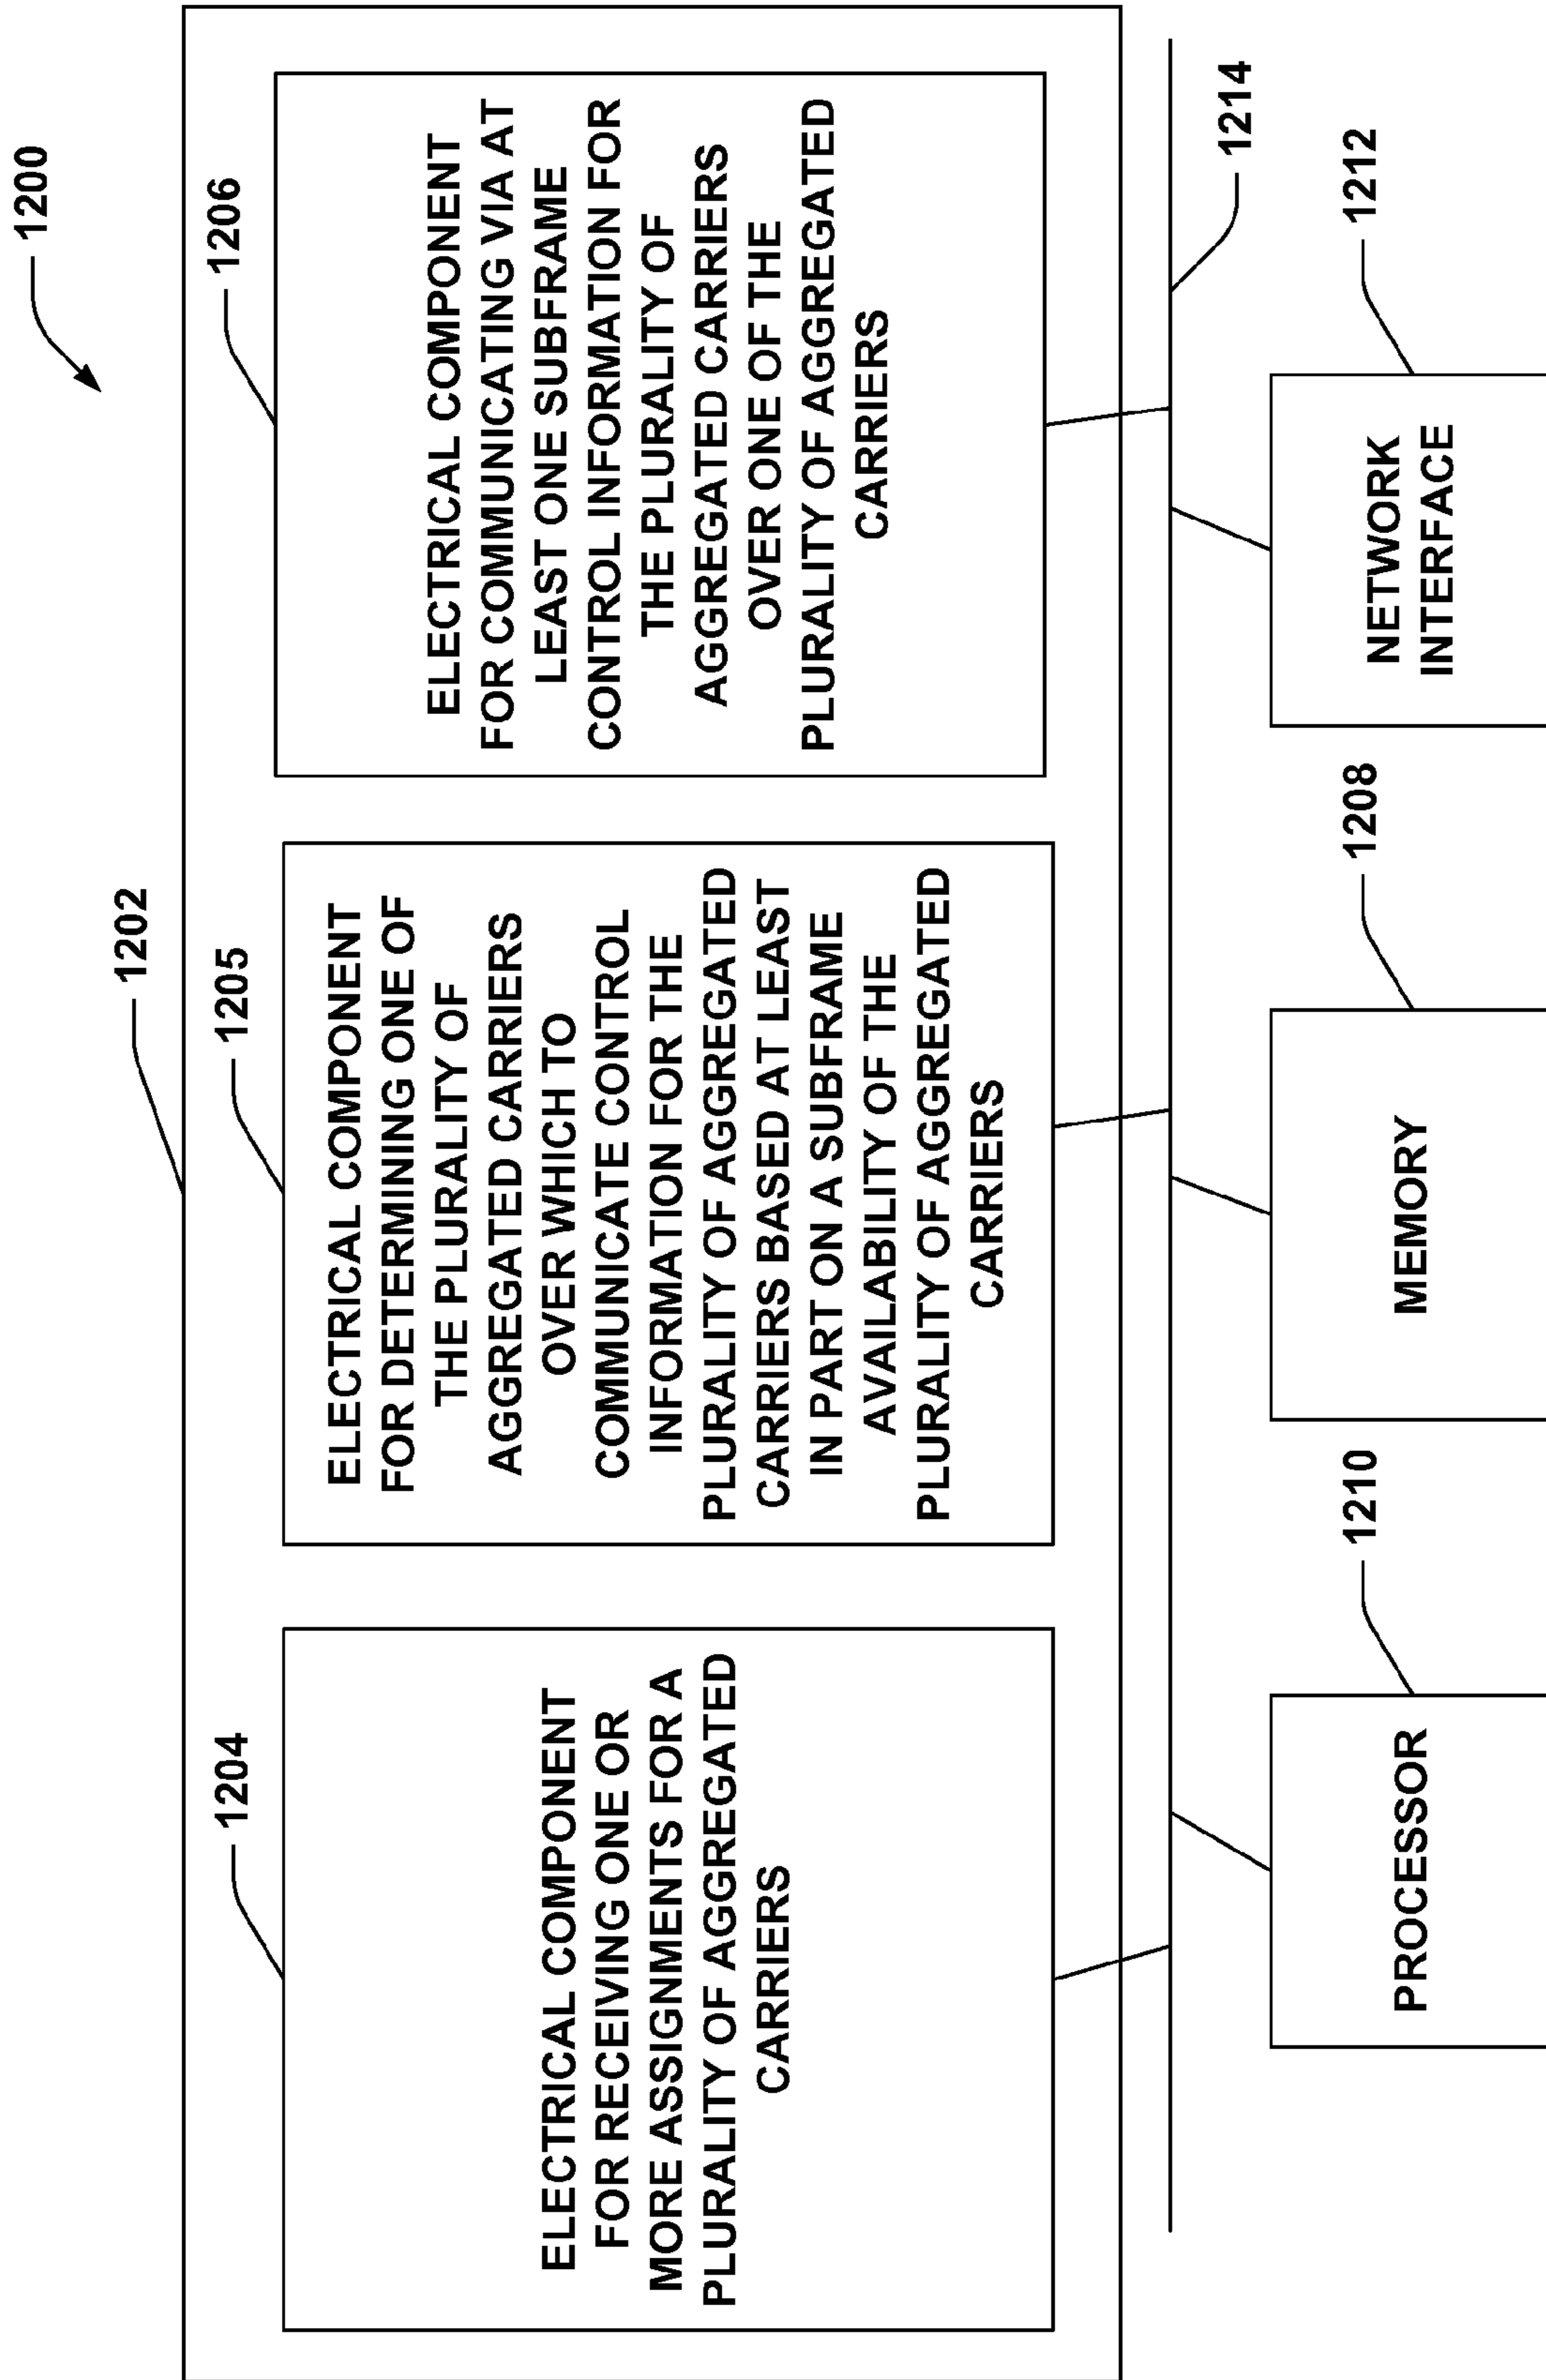 1200
1202
1204
ELECTRICAL COMPONENT
FOR RECEIVING ONE OR
MORE ASSIGNMENTS FOR A
PLURALITY OF AGGREGATED
CARRIERS
1205
ELECTRICAL COMPONENT
FOR DETERMINING ONE OF
THE PLURALITY OF
AGGREGATED CARRIERS
OVER WHICH TO
COMMUNICATE CONTROL
INFORMATION FOR THE
PLURALITY OF AGGREGATED
CARRIERS BASED AT LEAST
IN PART ON A SUBFRAME
AVAILABILITY OF THE
PLURALITY OF AGGREGATED
CARRIERS
1206
ELECTRICAL COMPONENT
FOR COMMUNICATING VIA AT
LEAST ONE SUBFRAME
CONTROL INFORMATION FOR
THE PLURALITY OF
AGGREGATED CARRIERS
OVER ONE OF THE
PLURALITY OF AGGREGATED
CARRIERS
1214
1210
PROCESSOR
1208
MEMORY
1212
NETWORK
INTERFACE